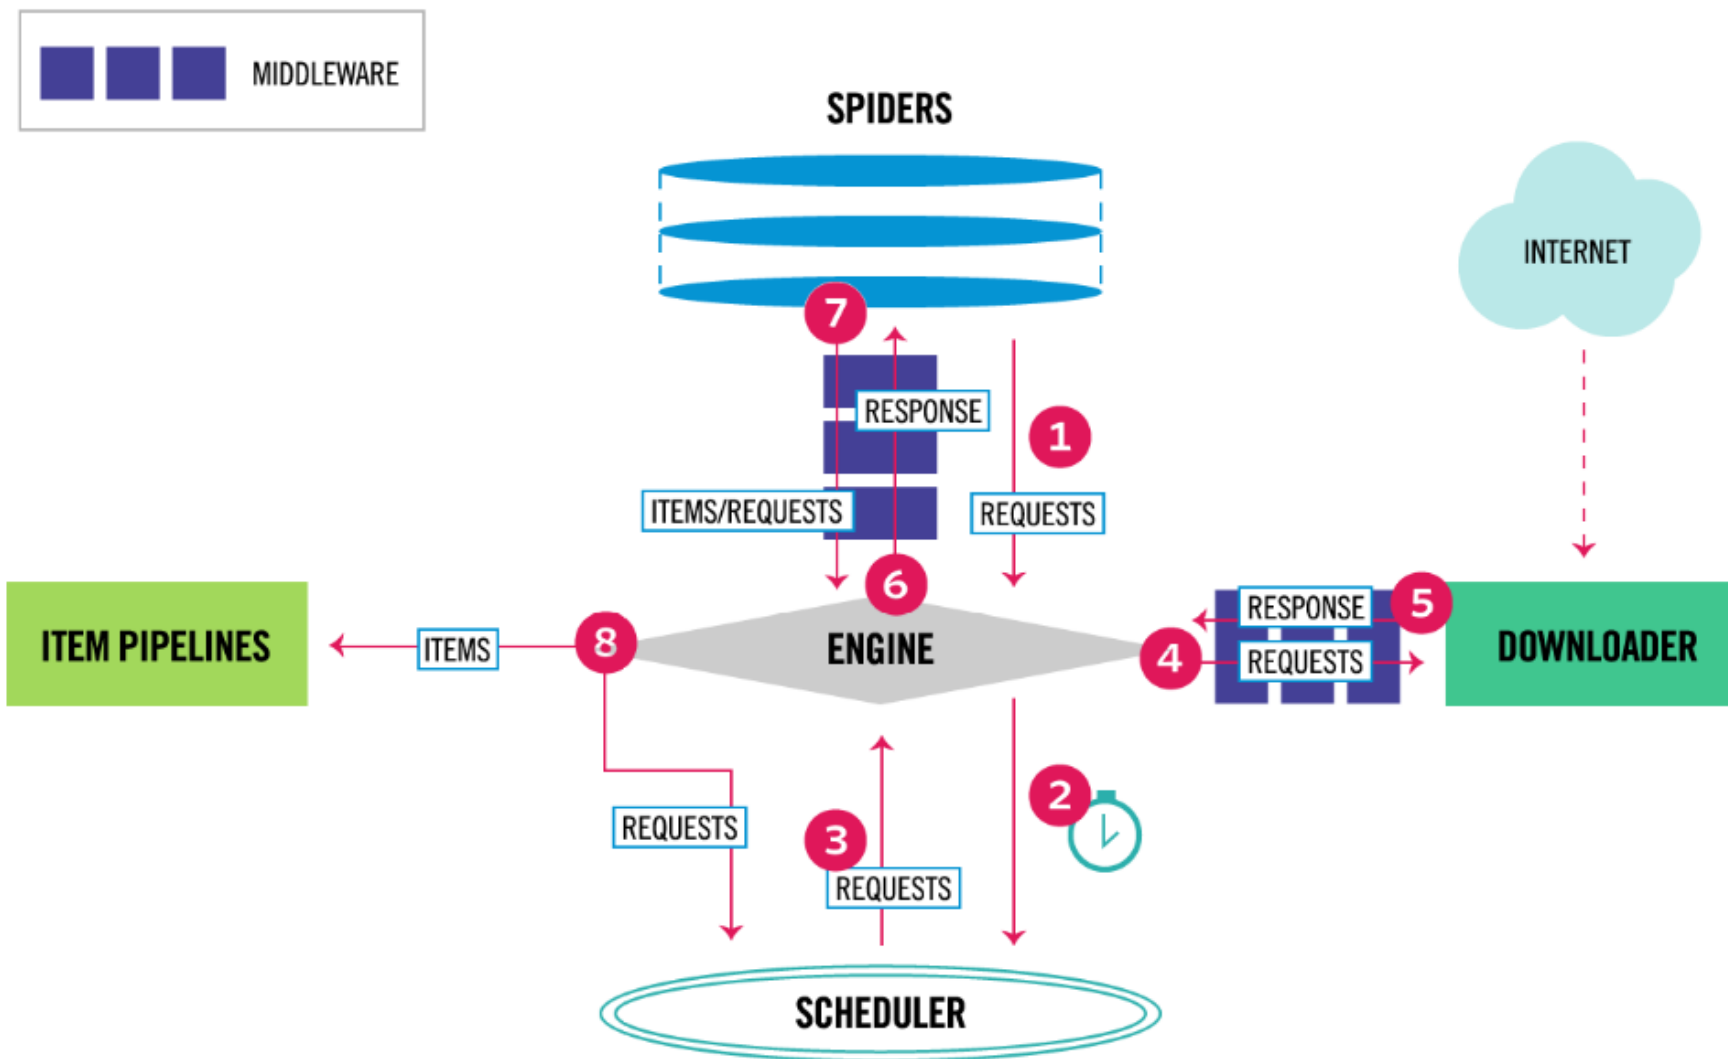 MIDDLEWARE
SPIDERS
INTERNET
7
RESPONSE
1
ITEMS/REQUESTS
REQUESTS
6
RESPONSE
5
ITEM PIPELINES
ITEMS
8
ENGINE
4
REQUESTS
DOWNLOADER
2
REQUESTS
3
REQUESTS
SCHEDULER